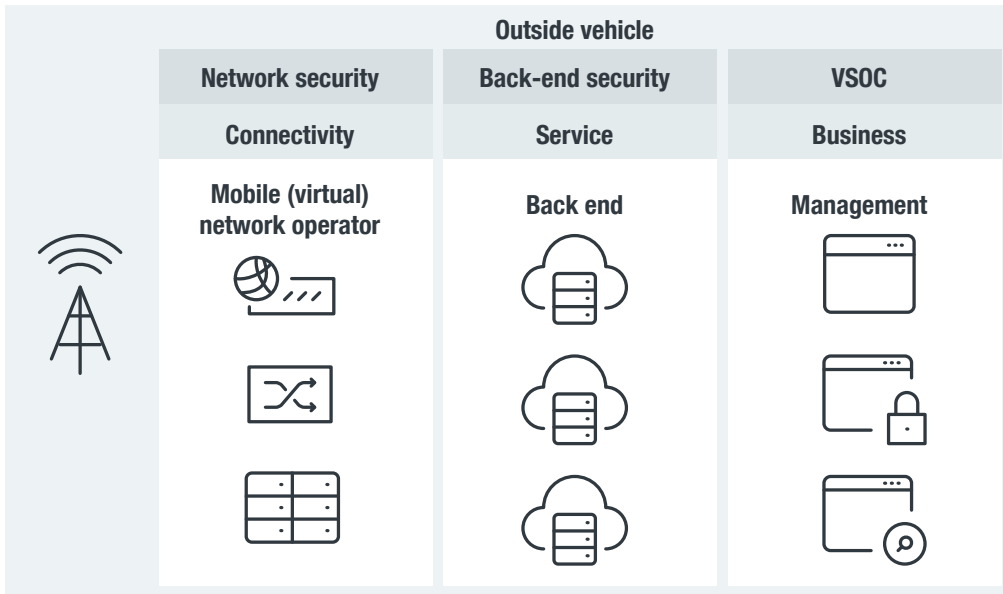 Outside vehicle
Network security
Back-end security
VSOC
Connectivity
Service
Business
Mobile (virtual)
network operator
Back end
Management